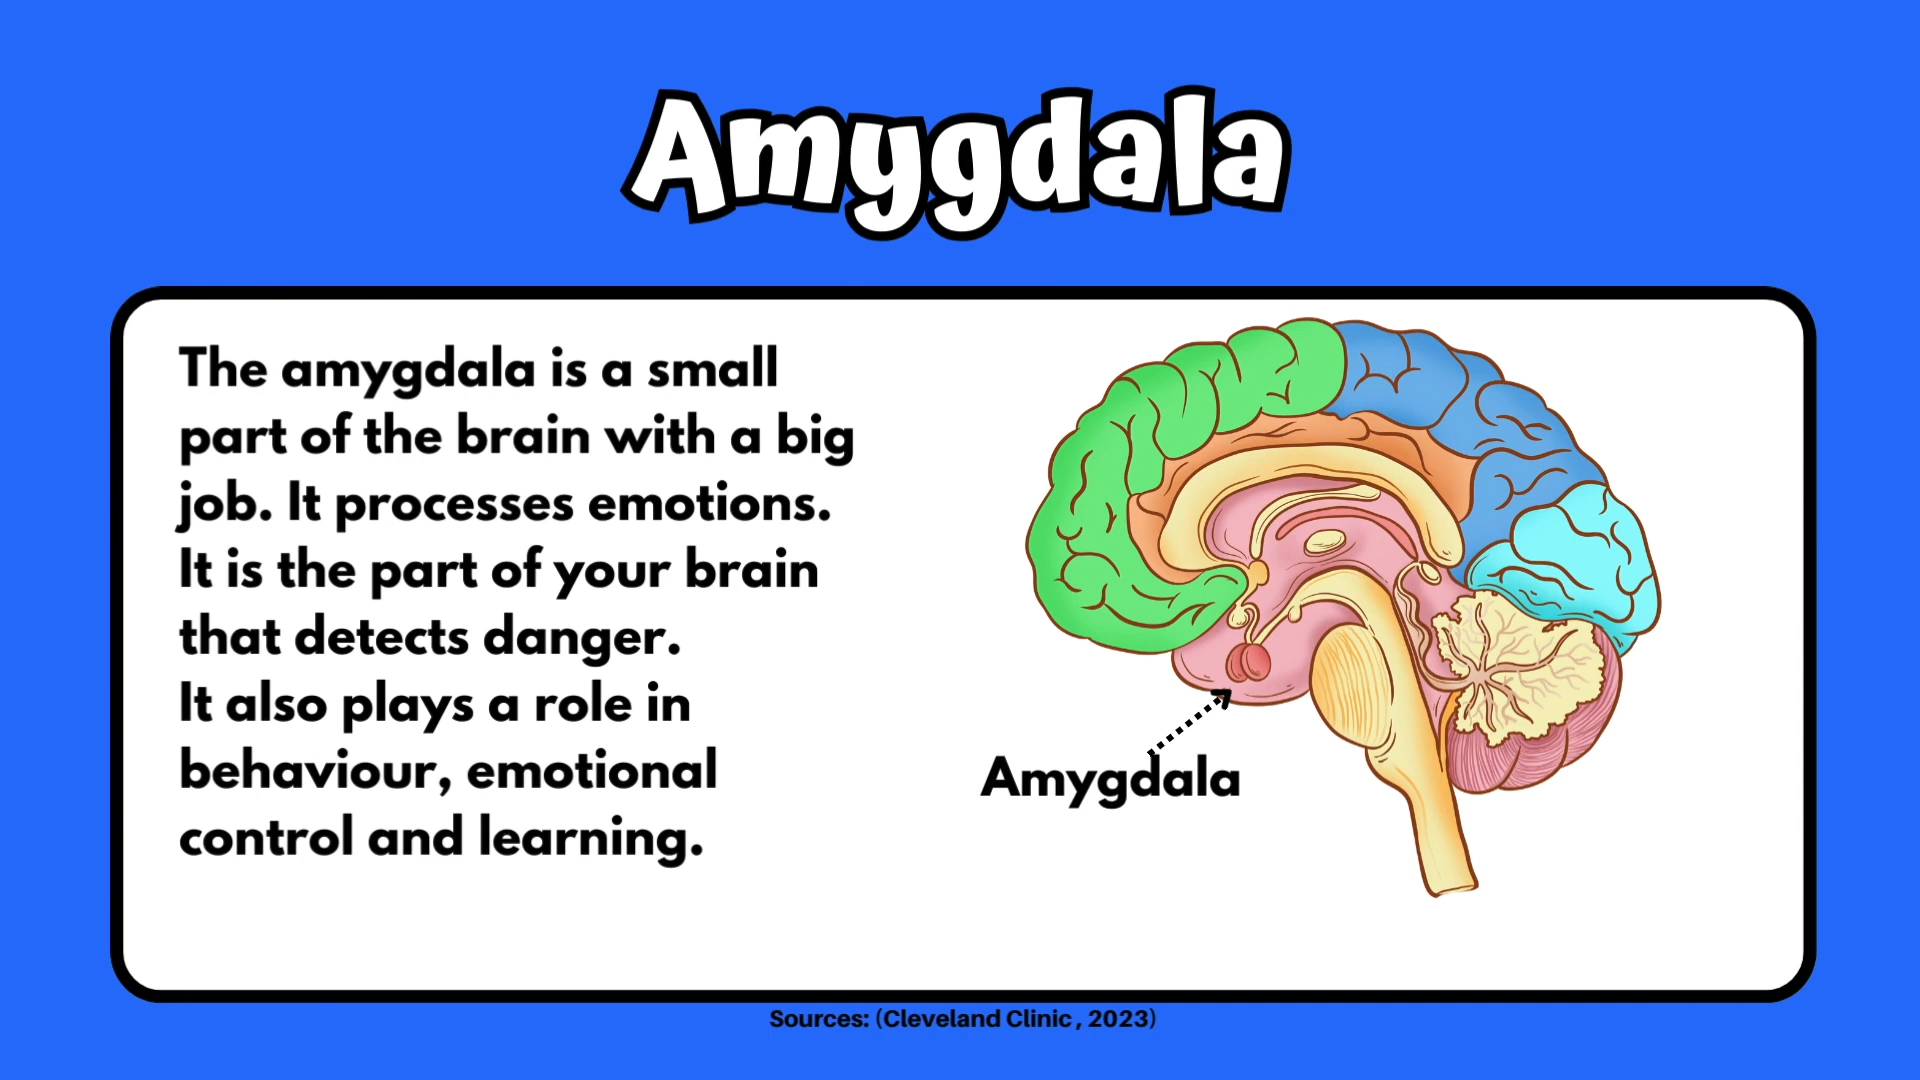 Amygdala
The amygdala is a small
part of the brain with a big
job. It processes emotions.
It is the part of your brain
that detects danger.
It also plays a role in
behaviour, emotional
control and learning.
Amygdala
Sources: (Cleveland Clinic, 2023)